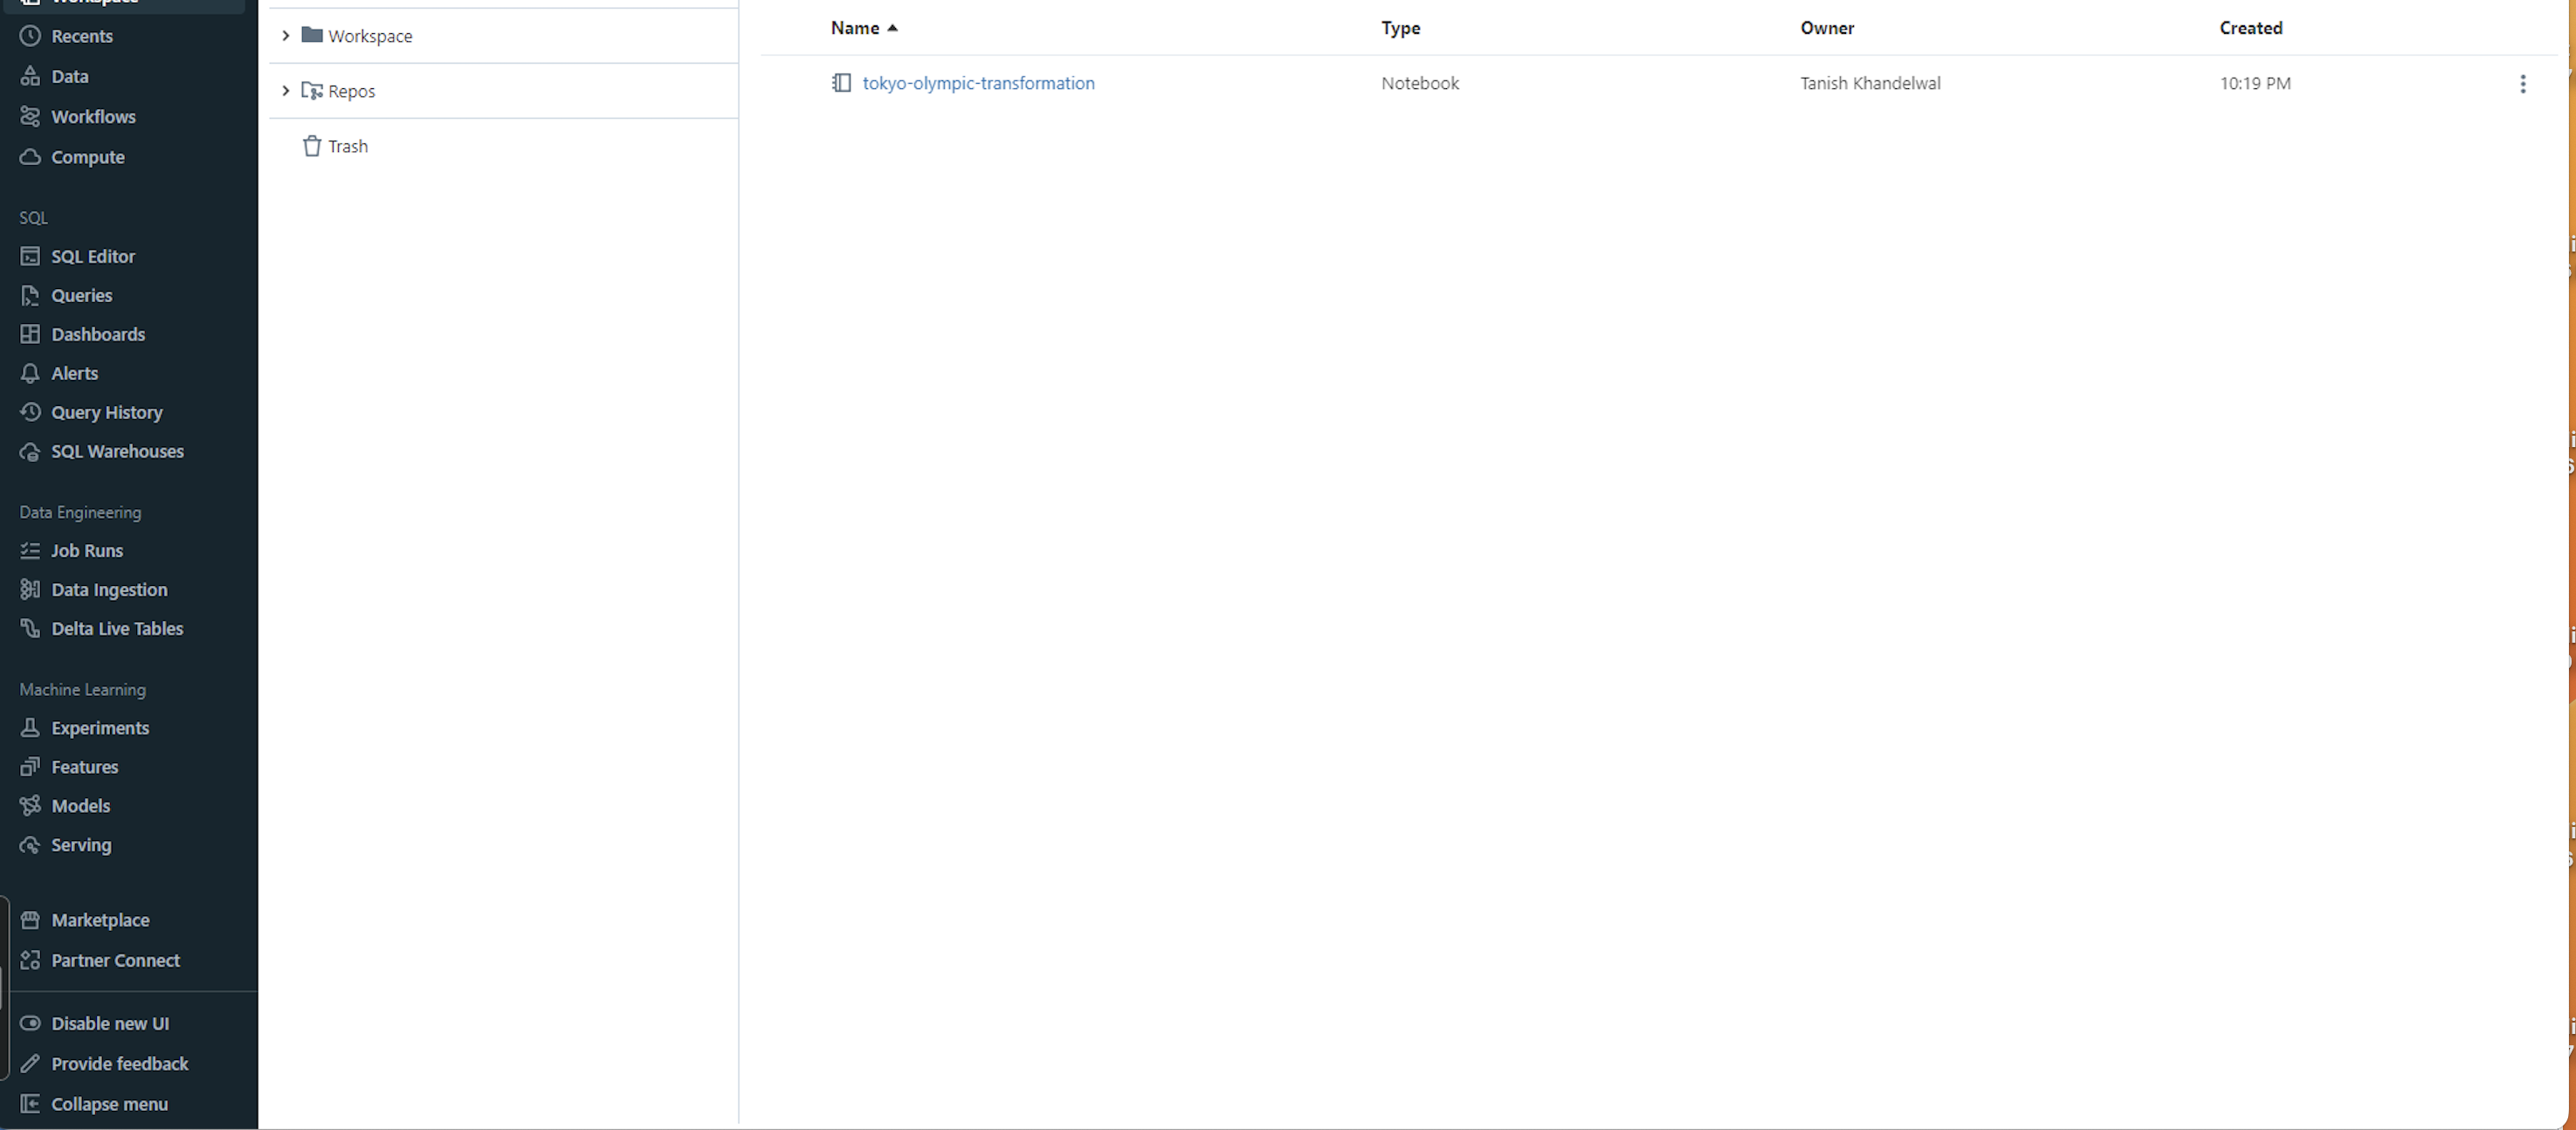 Workspace
Recents
Data
Workflows
Compute
SQL
SQL Editor
Queries
Dashboards
Alerts
Query History
SQL Warehouses
Data Engineering
Job Runs
Data Ingestion
Delta Live Tables
Machine Learning
Experiments
Features
Models
Serving
Marketplace
Partner Connect
Disable new UI
Provide feedback
Collapse menu
Workspace
Repos
Trash
Name Type Owner Created
tokyo-olympic-transformation Notebook Tanish Khandelwal 10:19 PM